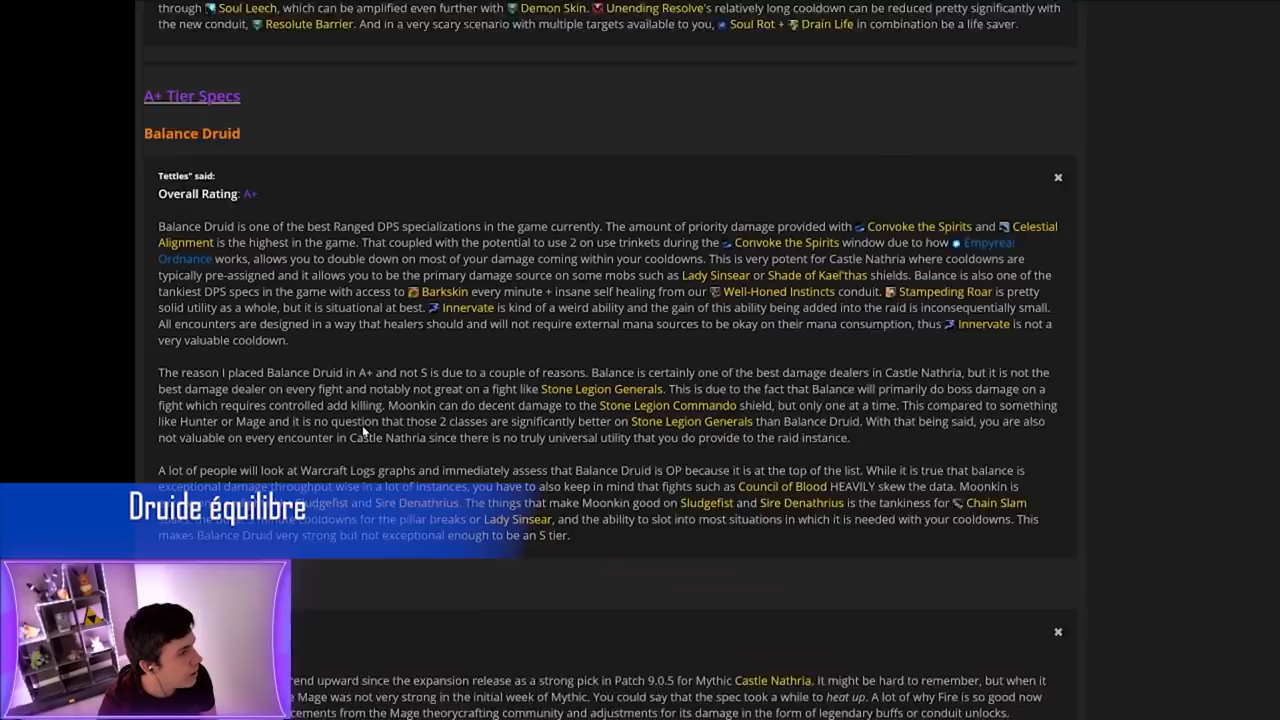 through Soul Leech, which can be amplified even further with Demon Skin. Unending Resolve's relatively long cooldown can be reduced pretty significantly with
the new conduit, Resolute Barrier. And in a very scary scenario with multiple targets available to you, Soul Rot + Drain Life in combination be a life saver.
A+ Tier Specs
Balance Druid
Tettles" said:
Overall Rating: A+
Balance Druid is one of the best Ranged DPS specializations in the game currently. The amount of priority damage provided with Convoke the Spirits and Celestial
Alignment is the highest in the game. That coupled with the potential to use 2 on use trinkets during the Convoke the Spirits window due to how Empyreal
Ordnance works, allows you to double down on most of your damage coming within your cooldowns. This is very potent for Castle Nathria where cooldowns are
typically pre-assigned and it allows you to be the primary damage source on some mobs such as Lady Sinsear or Shade of Kael'thas shields. Balance is also one of the
tankiest DPS specs in the game with access to Barkskin every minute + insane self healing from our Well-Honed Instincts conduit. Stampeding Roar is pretty
solid utility as a whole, but it is situational at best. Innervate is kind of a weird ability and the gain of this ability being added into the raid is inconsequentially small.
All encounters are designed in a way that healers should and will not require external mana sources to be okay on their mana consumption, thus Innervate is not a
very valuable cooldown.
The reason I placed Balance Druid in A+ and not S is due to a couple of reasons. Balance is certainly one of the best damage dealers in Castle Nathria, but it is not the
best damage dealer on every fight and notably not great on a fight like Stone Legion Generals. This is due to the fact that Balance will primarily do boss damage on a
fight which requires controlled add killing. Moonkin can do decent damage to the Stone Legion Commando shield, but only one at a time. This compared to something
like Hunter or Mage and it is no question that those 2 classes are significantly better on Stone Legion Generals than Balance Druid. With that being said, you are also
not valuable on every encounter in Castle Nathria since there is no truly universal utility that you do provide to the raid instance.
A lot of people will look at Warcraft Logs graphs and immediately assess that Balance Druid is OP because it is at the top of the list. While it is true that balance is
exceptional damage throughput wise in a lot of instances, you have to also keep in mind that fights such as Council of Blood HEAVILY skew the data. Moonkin is
Sludgefist and Sire Denathrius. The things that make Moonkin good on Sludgefist and Sire Denathrius is the tankiness for Chain Slam
cooldowns for the pillar breaks or Lady Sinsear, and the ability to slot into most situations in which it is needed with your cooldowns. This
makes Balance Druid very strong but not exceptional enough to be an S tier.
Druide équilibre
end upward since the expansion release as a strong pick in Patch 9.0.5 for Mythic Castle Nathria. It might be hard to remember, but when it
Mage was not very strong in the initial week of Mythic. You could say that the spec took a while to heat up. A lot of why Fire is so good now
cements from the Mage theorycrafting community and adjustments for its damage in the form of legendary buffs or conduit unlocks.